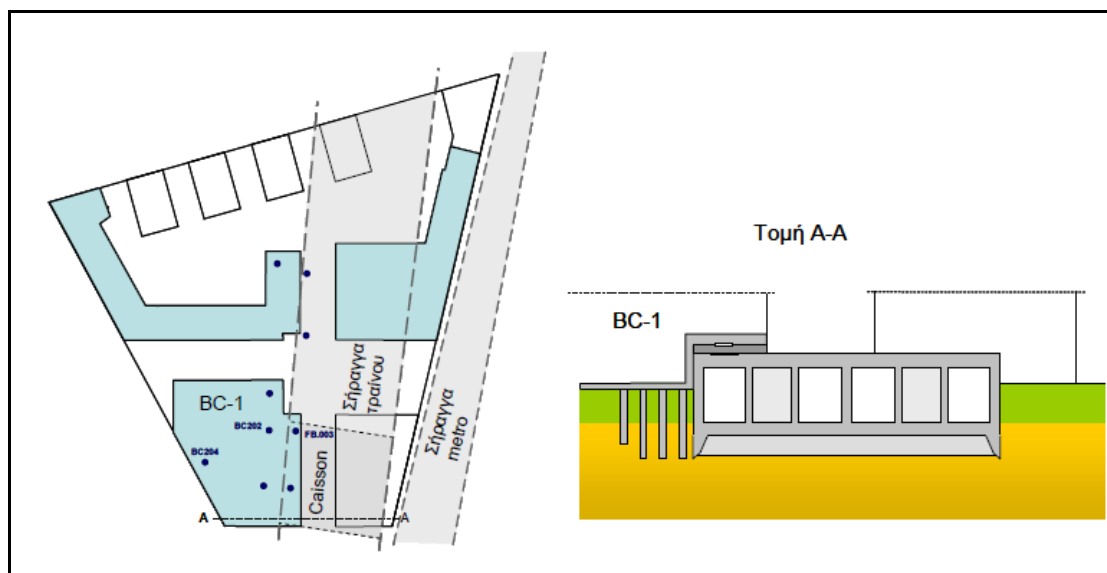 Τομή Α-Α
BC-1
Σήραγγα
τραίνου
Σήραγγα
metro
BC-1
BC202
FB.003
BC204
Caisson
A
A